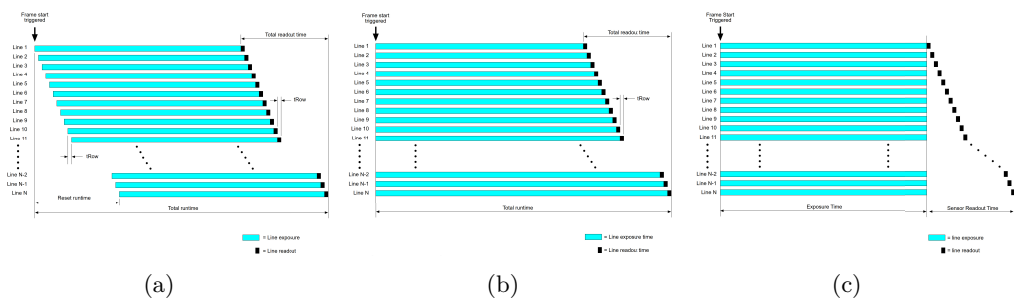 Frame start
triggered
Total readout time
Line 1
Line 2
Line 3
Line 4
Line 5
Line 6
Line 7
Line 8
Line 9
Line 10
Line 11
tRow
tRow
Line N-2
Line N-1
Line N
Reset runtime
Total runtime
= Line exposure
= Line readout
(a)
Frame start
triggered
Total readou time
Line 1
Line 2
Line 3
Line 4
Line 5
Line 6
Line 7
Line 8
Line 9
Line 10
Line 11
tRow
Line N-2
Line N-1
Line N
Total runtime
= Line exposure time
= Line readou time
(b)
Frame Start
Triggered
Line 1
Line 2
Line 3
Line 4
Line 5
Line 6
Line 7
Line 8
Line 9
Line 10
Line 11
Line N-2
Line N-1
Line N
Exposure Time
Sensor Readout Time
= line exposure
= line readout
(c)